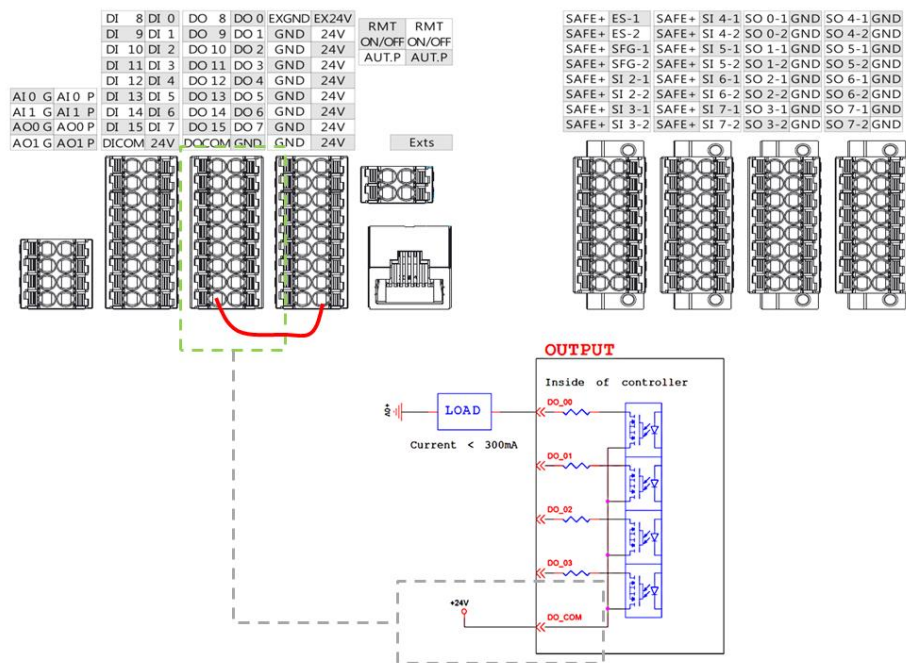 DI 8 DI 0 DO 8 DO 0 EXGND EX24V
DI 9 DI 1 DO 9 DO 1 GND 24V
DI 10 DI 2 DO 10 DO 2 GND 24V
DI 11 DI 3 DO 11 DO 3 GND 24V
DI 12 DI 4 DO 12 DO 4 GND 24V
AI 0 G AI 0 P DI 13 DI 5 DO 13 DO 5 GND 24V
AI 1 G AI 1 P DI 14 DI 6 DO 14 DO 6 GND 24V
AO0 G AO0 P DI 15 DI 7 DO 15 DO 7 GND 24V
AO1 G AO1 P DICOM 24V DOCOM GND GND 24V
RMT ON/OFF RMT ON/OFF
AUT.P AUT.P
Exts
SAFE+ ES-1 SAFE+ SI 4-1 SO 0-1 GND SO 4-1 GND
SAFE+ ES-2 SAFE+ SI 4-2 SO 0-2 GND SO 4-2 GND
SAFE+ SFG-1 SAFE+ SI 5-1 SO 1-1 GND SO 5-1 GND
SAFE+ SFG-2 SAFE+ SI 5-2 SO 1-2 GND SO 5-2 GND
SAFE+ SI 2-1 SAFE+ SI 6-1 SO 2-1 GND SO 6-1 GND
SAFE+ SI 2-2 SAFE+ SI 6-2 SO 2-2 GND SO 6-2 GND
SAFE+ SI 3-1 SAFE+ SI 7-1 SO 3-1 GND SO 7-1 GND
SAFE+ SI 3-2 SAFE+ SI 7-2 SO 3-2 GND SO 7-2 GND
OUTPUT
Inside of controller
DO_00
+0V
LOAD
Current < 300mA
DO_01
DO_02
DO_03
+24V
DO_COM